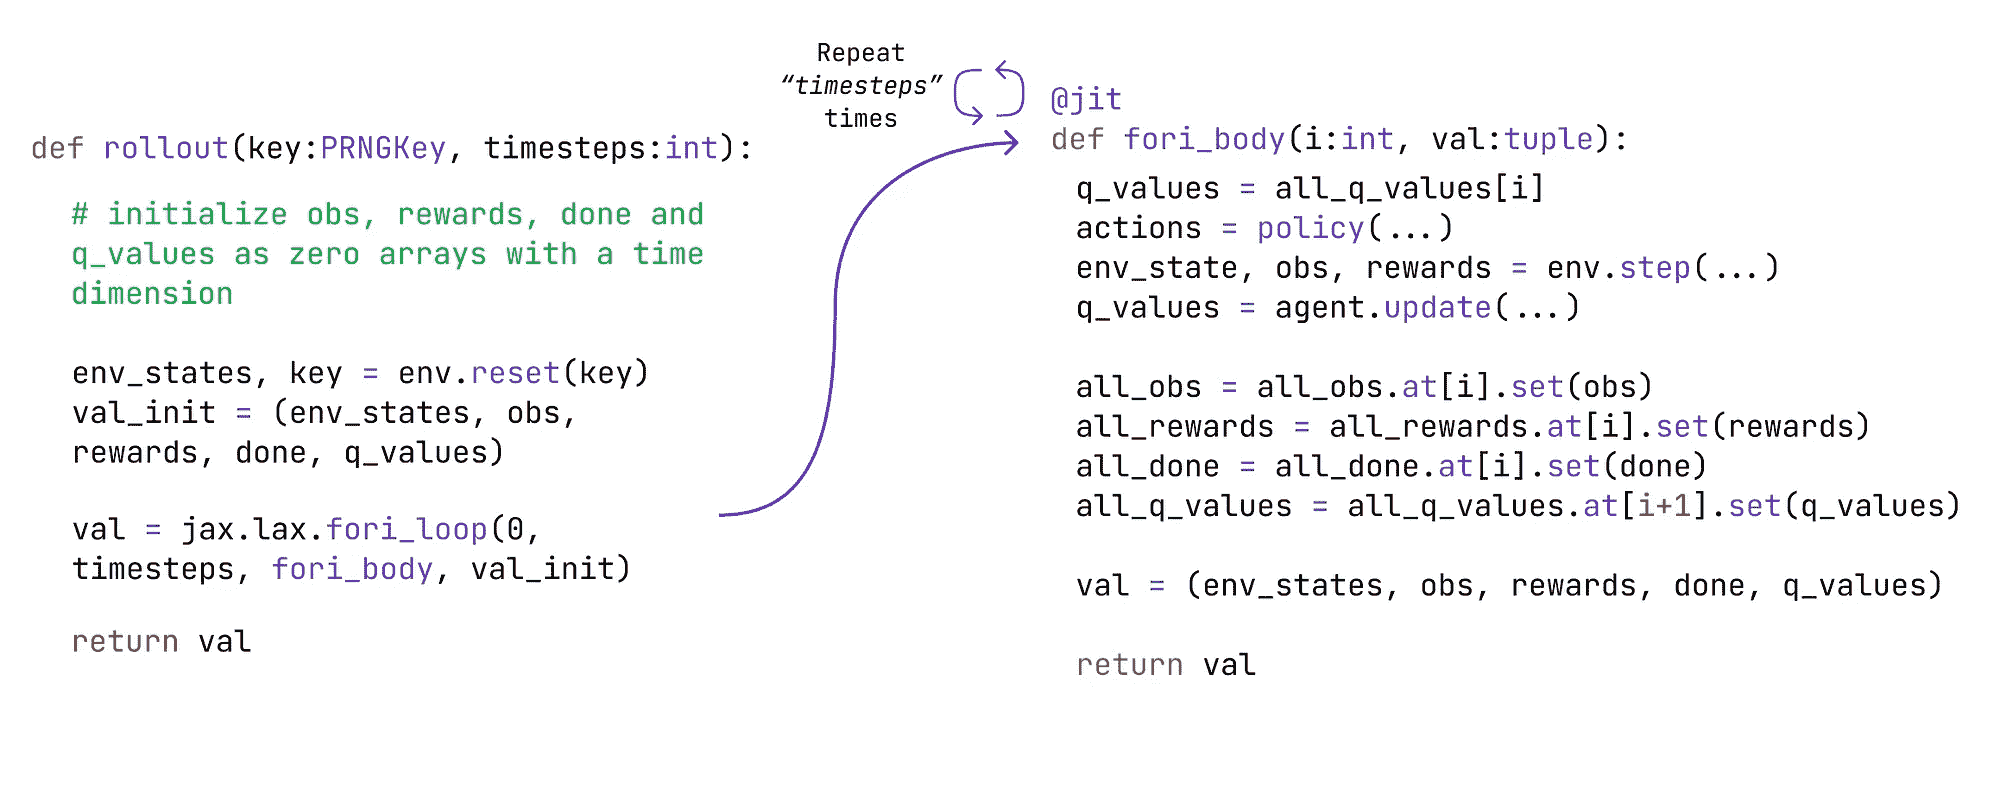 def rollout(key:PRNGKey, timesteps:int):
# initialize obs, rewards, done and
q_values as zero arrays with a time
dimension
env_states, key = env.reset(key)
val_init = (env_states, obs,
rewards, done, q_values)
val = jax.lax.fori_loop(0,
timesteps, fori_body, val_init)
return val
Repeat
“timesteps”
times
@jit
def fori_body(i:int, val:tuple):
q_values = all_q_values[i]
actions = policy(...)
env_state, obs, rewards = env.step(...)
q_values = agent.update(...)
all_obs = all_obs.at[i].set(obs)
all_rewards = all_rewards.at[i].set(rewards)
all_done = all_done.at[i].set(done)
all_q_values = all_q_values.at[i+1].set(q_values)
val = (env_states, obs, rewards, done, q_values)
return val